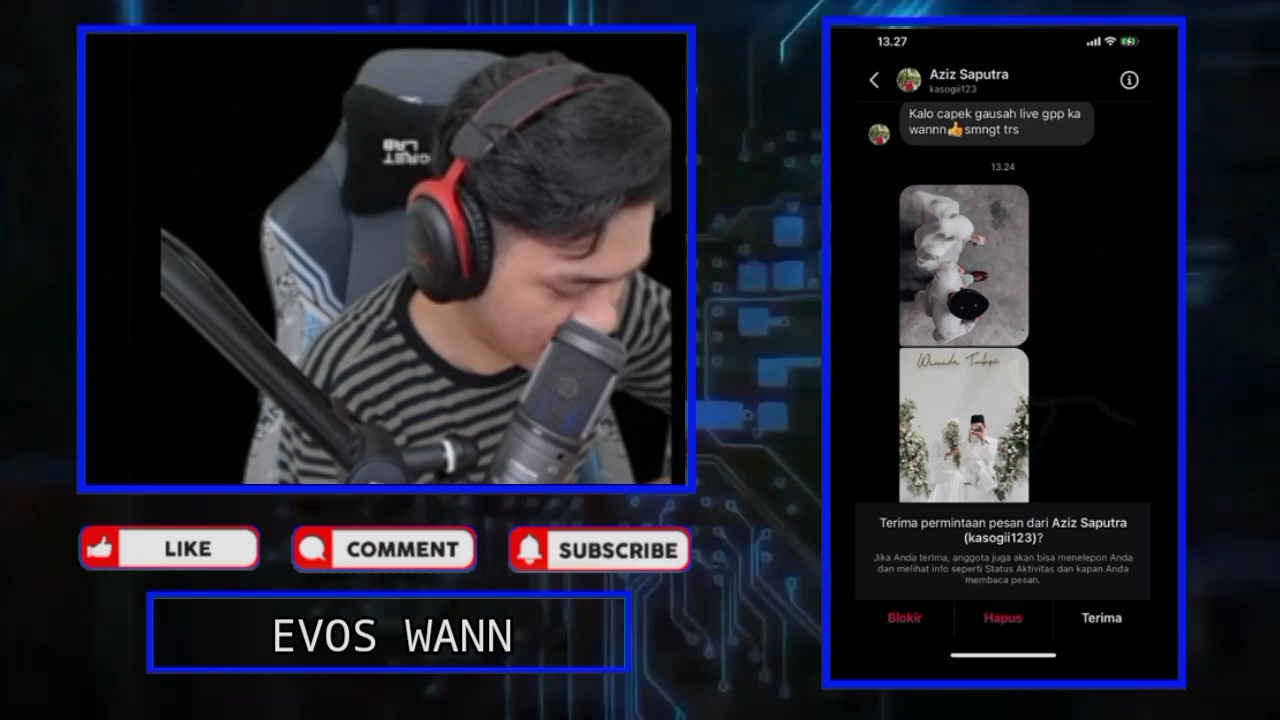 LIKE
COMMENT
SUBSCRIBE
EVOS WANN
13.27
Aziz Saputra
kasogii123
Kalo capek gausah live gpp ka
wannn👍smngt trs
13.24
Terima permintaan pesan dari Aziz Saputra
(kasogii123)?
Jika Anda terima, anggota juga akan bisa menelepon Anda
dan melihat info seperti Status Aktivitas dan kapan Anda
membaca pesan.
Blokir
Hapus
Terima